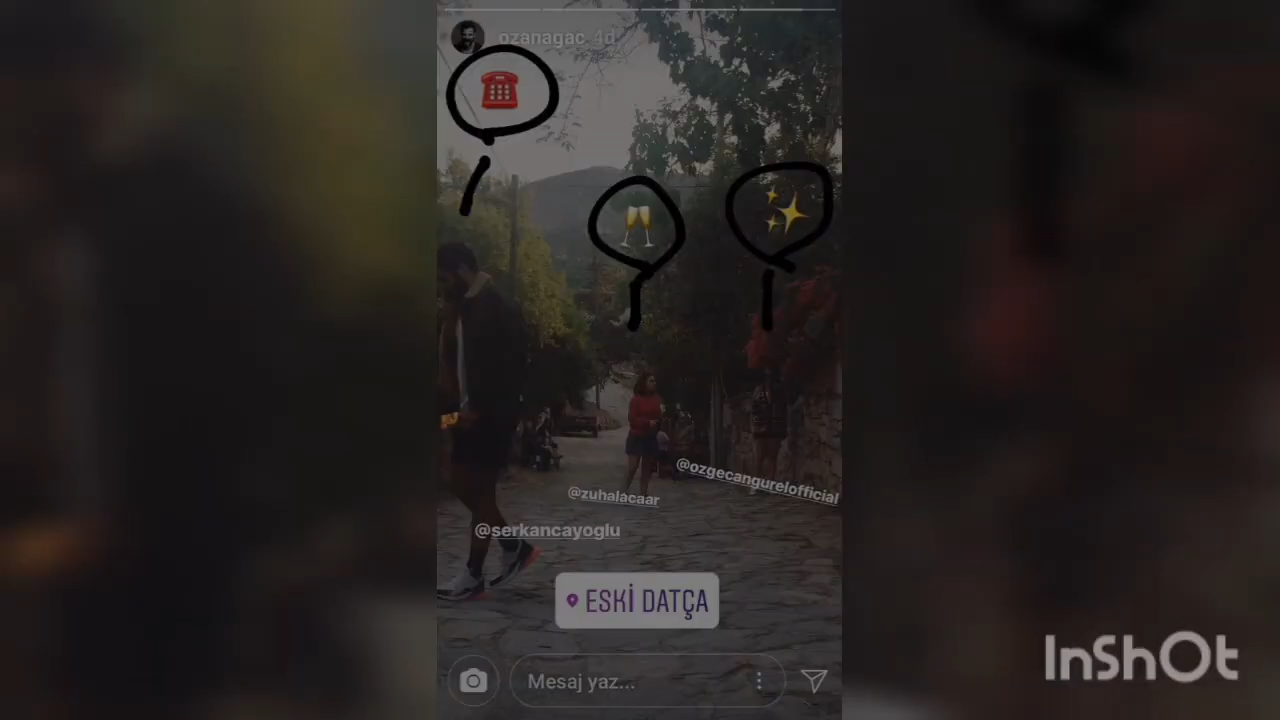 ozanagac 4d
@ozgecangurelofficial
@zuhalacaar
@serkancayoglu
ESKİ DATÇA
Mesaj yaz...
InShOt